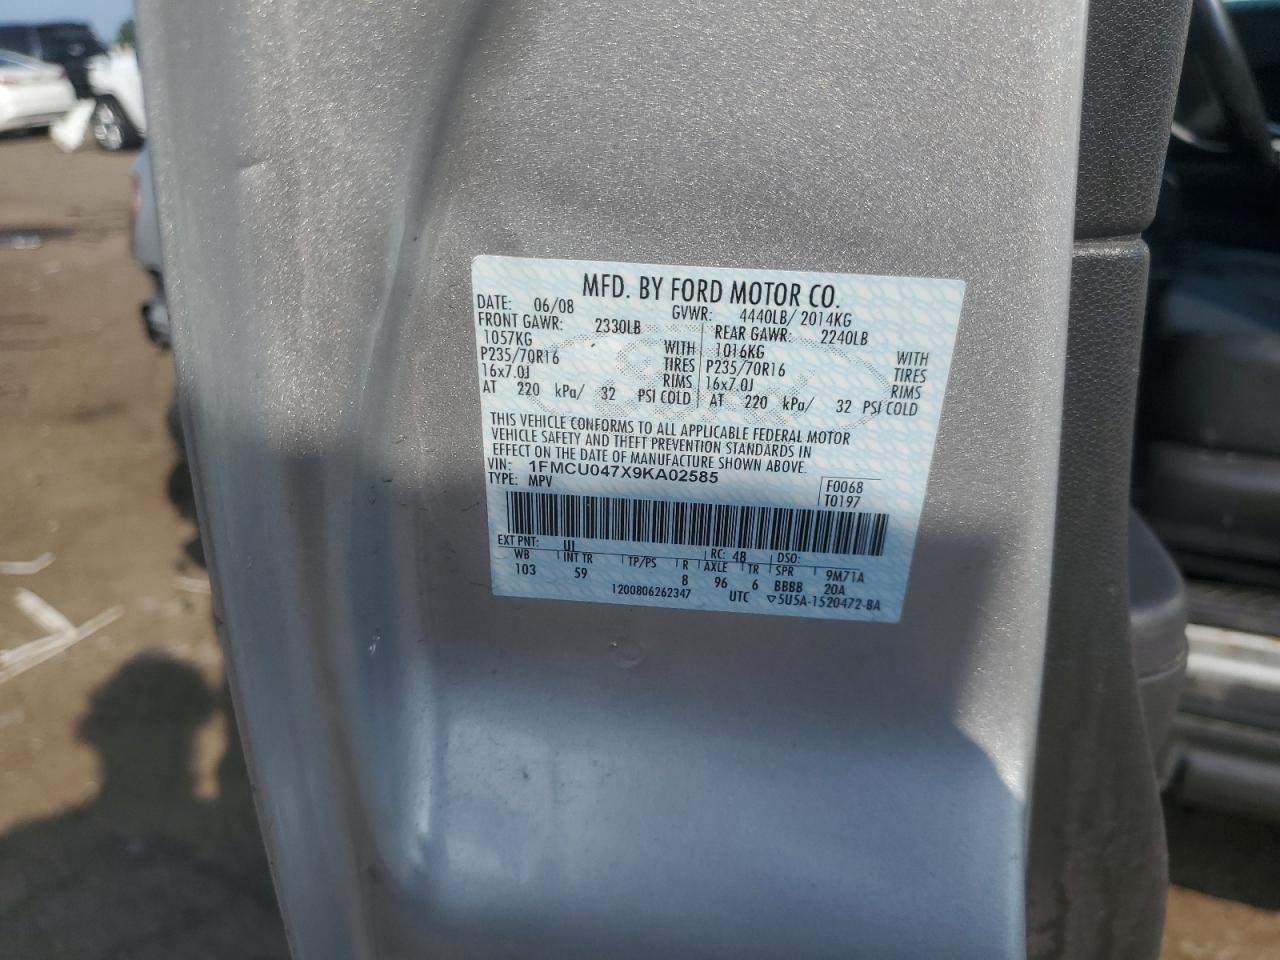 MFD. BY FORD MOTOR CO.
DATE: 06/08 GVWR: 4440LB/ 2014KG
FRONT GAWR: 2330LB REAR GAWR: 2240LB
1057KG WITH 1016KG WITH
P235/70R16 TIRES P235/70R16 TIRES
16x7.0J RIMS 16x7.0J RIMS
AT 220 kPa/ 32 PSI COLD AT 220 kPa/ 32 PSI COLD
THIS VEHICLE CONFORMS TO ALL APPLICABLE FEDERAL MOTOR
VEHICLE SAFETY AND THEFT PREVENTION STANDARDS IN
EFFECT ON THE DATE OF MANUFACTURE SHOWN ABOVE.
VIN: 1FMCU047X9KA02585 F0068
TYPE: MPV T0197
EXT PNT: UI RC: 48 DSO:
WB INT TR TP/PS R AXLE TR SPR 9M71A
103 59 8 96 6 BBBB 20A
1200806262347 UTC ▽5U5A-1520472-BA